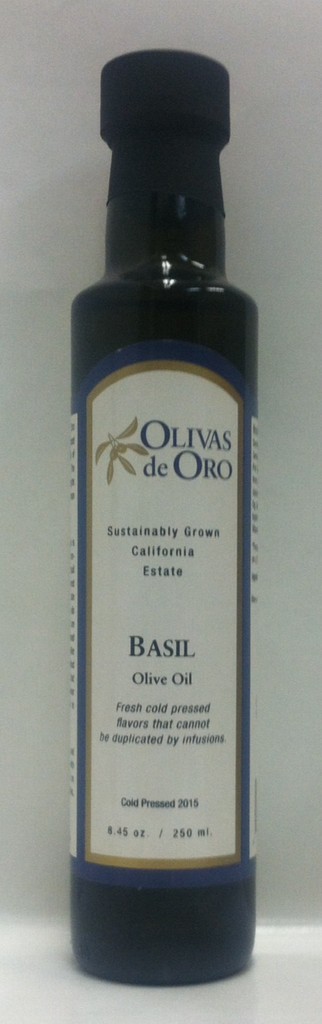 OLIVAS
de ORO
Sustainably Grown
California
Estate
BASIL
Olive Oil
Fresh cold pressed
flavors that cannot
be duplicated by infusions.
Cold Pressed 2015
8.45 oz. / 250 ml.